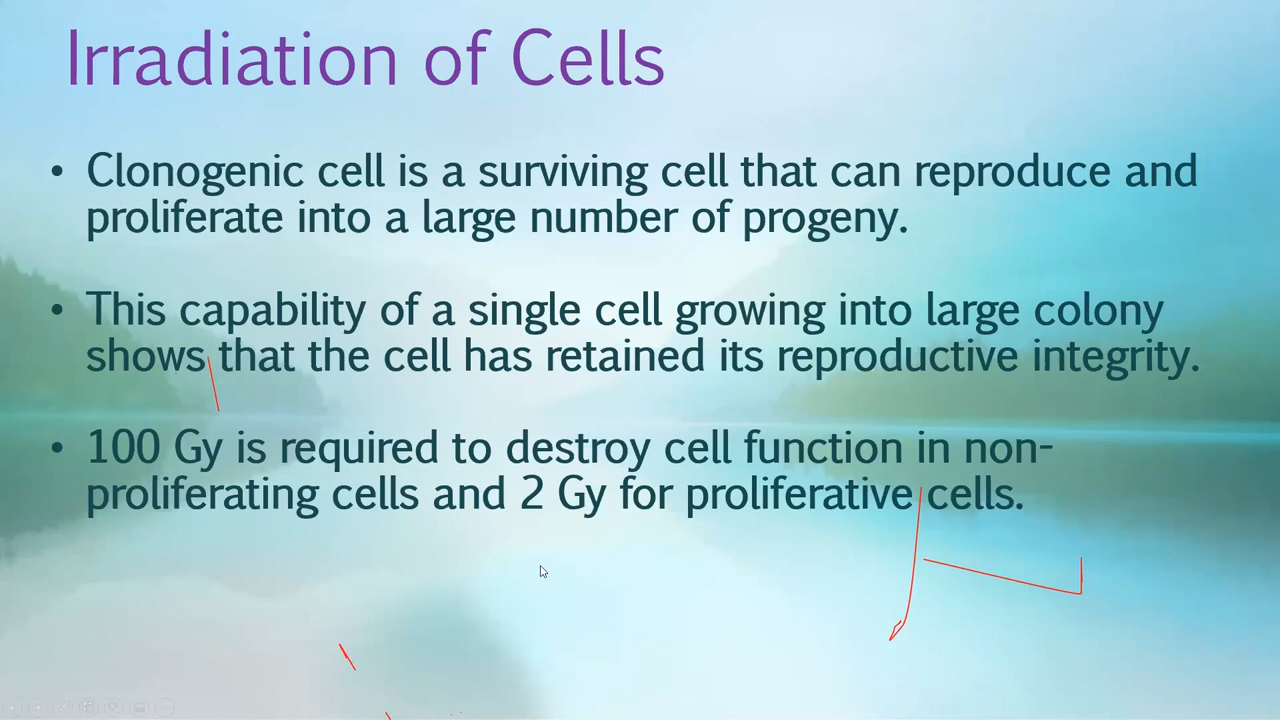 Irradiation of Cells
• Clonogenic cell is a surviving cell that can reproduce and
proliferate into a large number of progeny.
• This capability of a single cell growing into large colony
shows that the cell has retained its reproductive integrity.
• 100 Gy is required to destroy cell function in non-
proliferating cells and 2 Gy for proliferative cells.